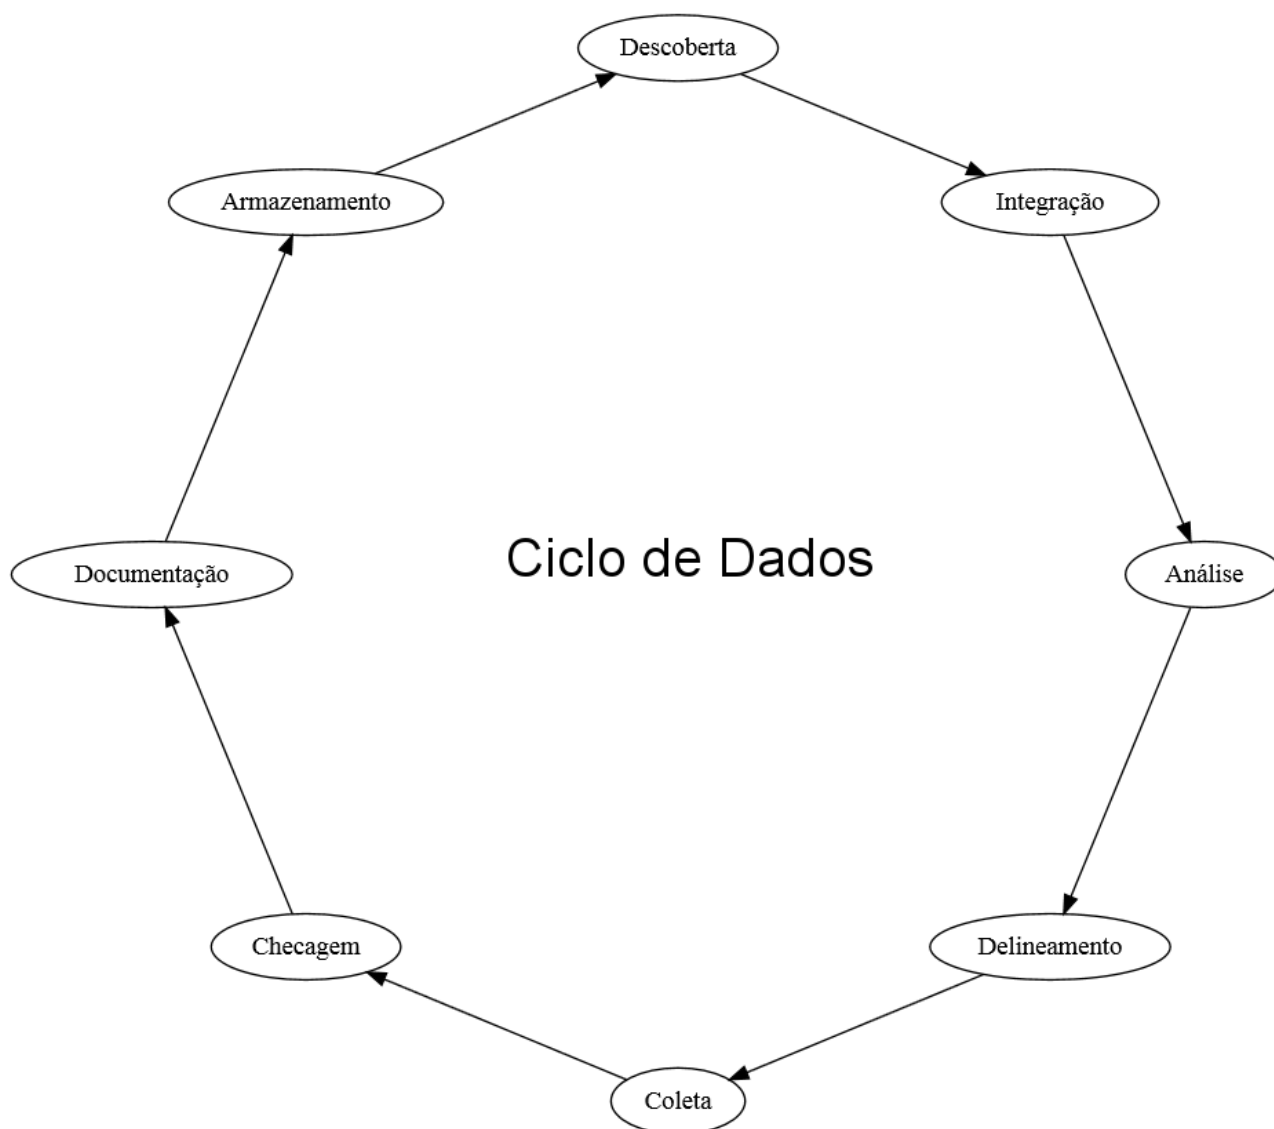 Descoberta
Armazenamento
Integração
Ciclo de Dados
Documentação
Análise
Checagem
Delineamento
Coleta